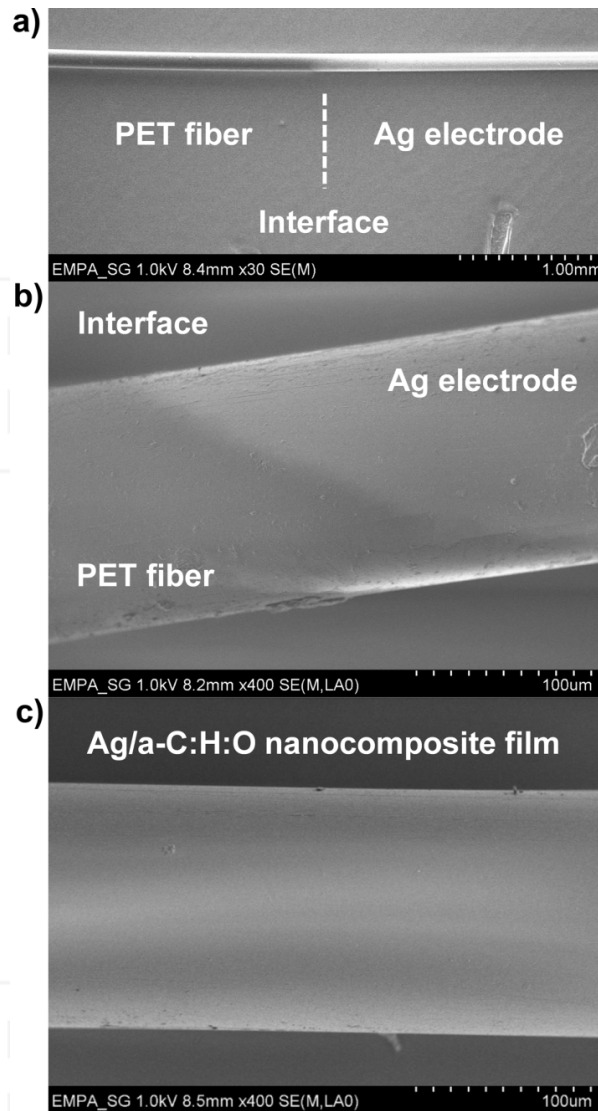 a)
PET fiber
Ag electrode
Interface
EMPA_SG 1.0kV 8.4mm x30 SE(M)
1.00mm
b)
Interface
Ag electrode
PET fiber
EMPA_SG 1.0kV 8.2mm x400 SE(M,LA0)
100um
c)
Ag/a-C:H:O nanocomposite film
EMPA_SG 1.0kV 8.5mm x400 SE(M,LA0)
100um